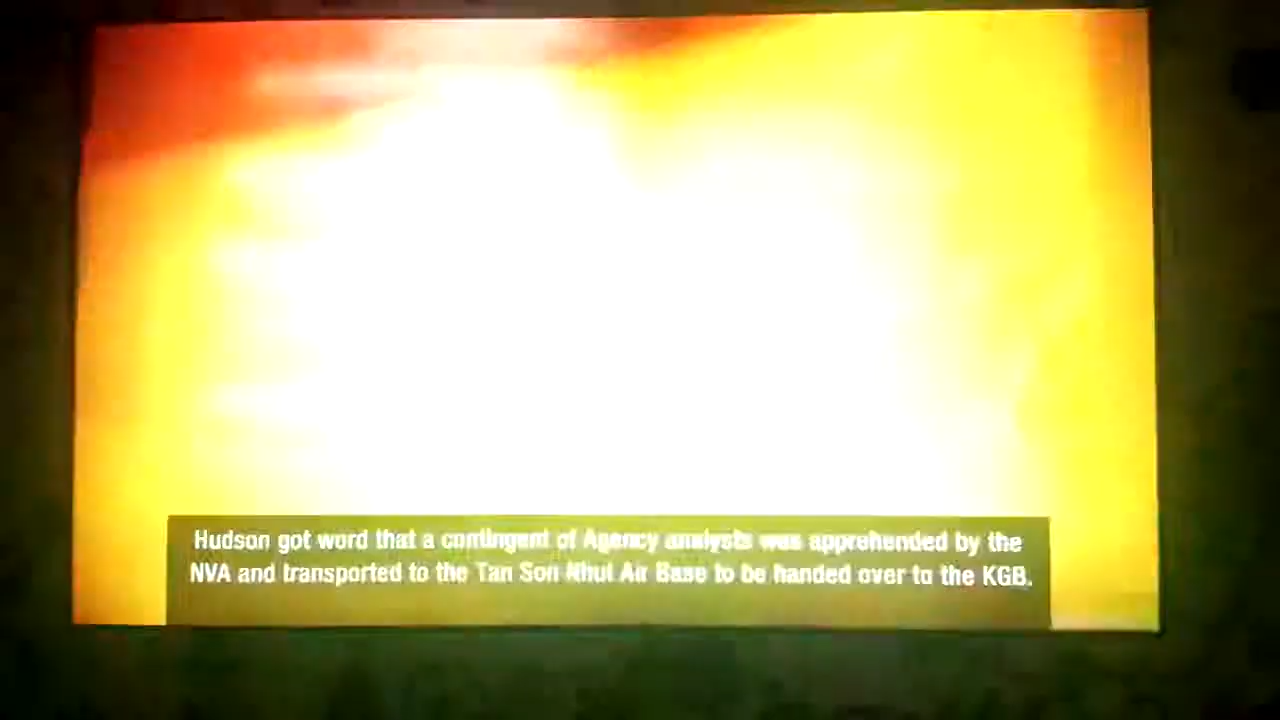 Hudson got word that a contingent of Agency analysts was apprehended by the
NVA and transported to the Tan Son Nhut Air Base to be handed over to the KGB.